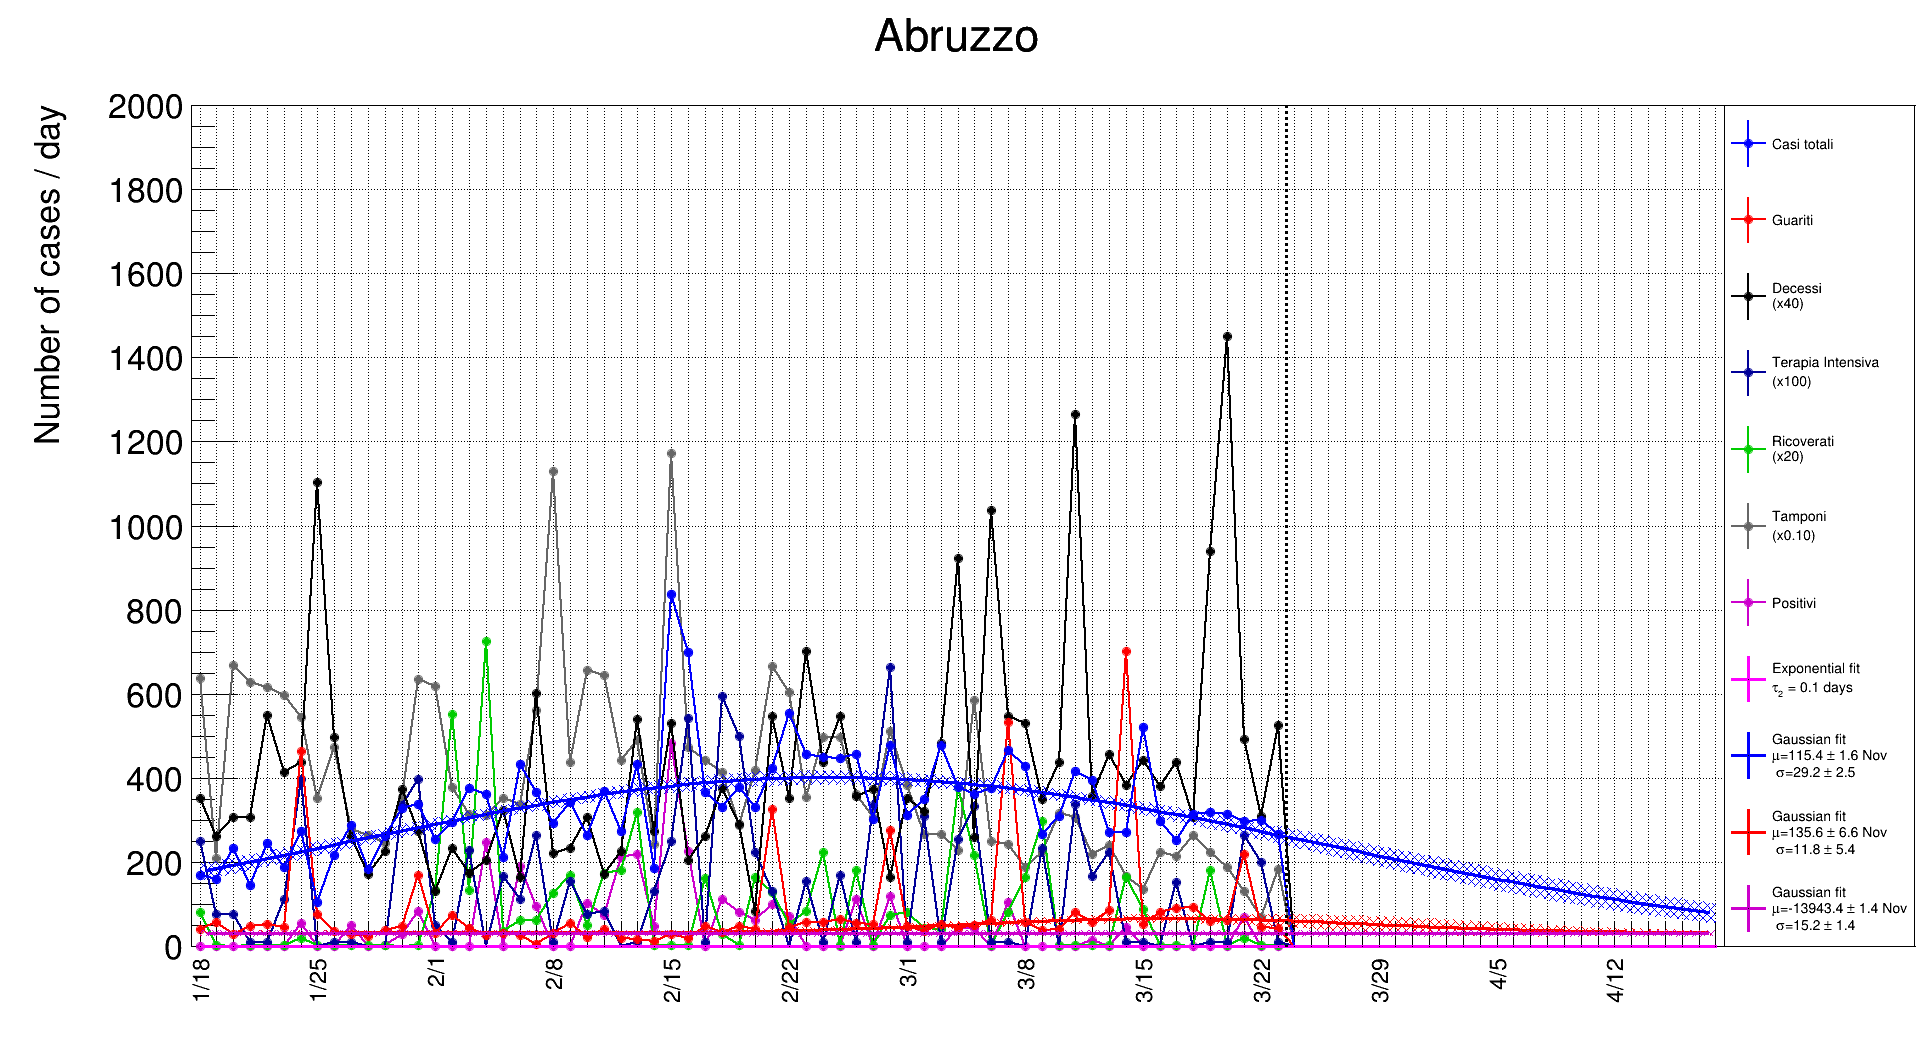 Abruzzo
Number of cases / day
2000
1800
1600
1400
1200
1000
800
600
400
200
0
1/18
1/25
2/1
2/8
2/15
2/22
3/1
3/8
3/15
3/22
3/29
4/5
4/12
Casi totali
Guariti
Decessi
(x40)
Terapia Intensiva
(x100)
Ricoverati
(x20)
Tamponi
(x0.10)
Positivi
Exponential fit
τ₂ = 0.1 days
Gaussian fit
μ=115.4 ± 1.6 Nov
σ=29.2 ± 2.5
Gaussian fit
μ=135.6 ± 6.6 Nov
σ=11.8 ± 5.4
Gaussian fit
μ=-13943.4 ± 1.4 Nov
σ=15.2 ± 1.4